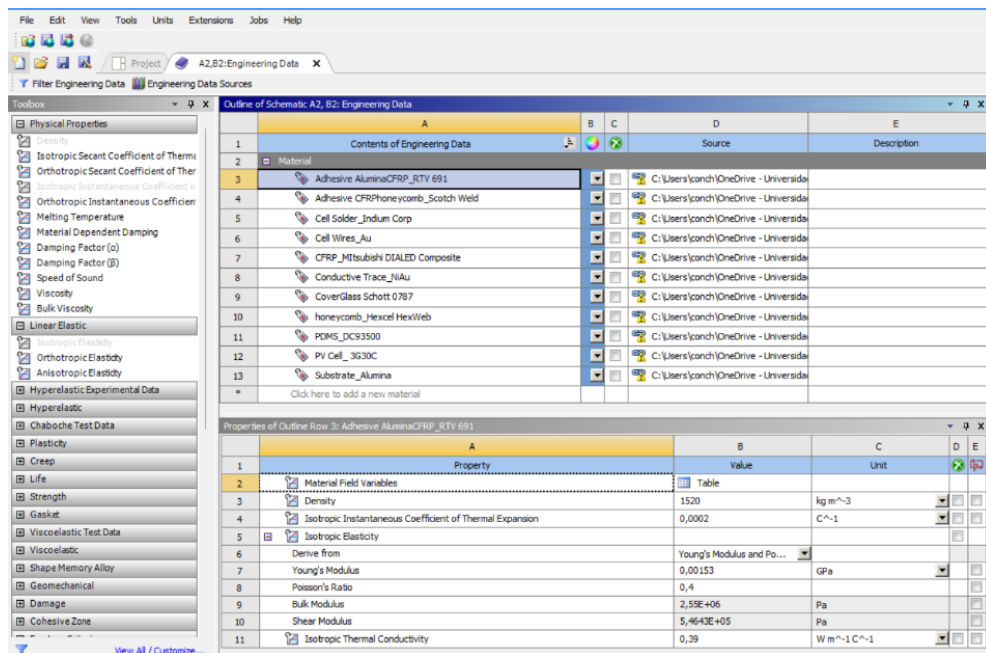 File Edit View Tools Units Extensions Jobs Help
Project A2,B2:Engineering Data X
Filter Engineering Data Engineering Data Sources
Toolbox
Physical Properties
Density
Isotropic Secant Coefficient of Therma
Orthotropic Secant Coefficient of Ther
Isotropic Instantaneous Coefficient o
Orthotropic Instantaneous Coefficien
Melting Temperature
Material Dependent Damping
Damping Factor (α)
Damping Factor (β)
Speed of Sound
Viscosity
Bulk Viscosity
Linear Elastic
Isotropic Elasticity
Orthotropic Elasticity
Anisotropic Elasticity
Hyperelastic Experimental Data
Hyperelastic
Chaboche Test Data
Plasticity
Creep
Life
Strength
Gasket
Viscoelastic Test Data
Viscoelastic
Shape Memory Alloy
Geomechanical
Damage
Cohesive Zone
View All / Customize...
Outline of Schematic A2, B2: Engineering Data
A B C D E
1 Contents of Engineering Data Source Description
2 Material
3 Adhesive AluminaCFRP_RTV 691 C:\Users\conch\OneDrive - Universida
4 Adhesive CFRPhoneycomb_Scotch Weld C:\Users\conch\OneDrive - Universida
5 Cell Solder_Indium Corp C:\Users\conch\OneDrive - Universida
6 Cell Wires_Au C:\Users\conch\OneDrive - Universida
7 CFRP_MItsubishi DIALED Composite C:\Users\conch\OneDrive - Universida
8 Conductive Trace_NiAu C:\Users\conch\OneDrive - Universida
9 CoverGlass Schott 0787 C:\Users\conch\OneDrive - Universida
10 honeycomb_Hexcel HexWeb C:\Users\conch\OneDrive - Universida
11 PDMS_DC93500 C:\Users\conch\OneDrive - Universida
12 PV Cell_ 3G30C C:\Users\conch\OneDrive - Universida
13 Substrate_Alumina C:\Users\conch\OneDrive - Universida
* Click here to add a new material
Properties of Outline Row 3: Adhesive AluminaCFRP_RTV 691
A B C D E
1 Property Value Unit
2 Material Field Variables Table
3 Density 1520 kg m^-3
4 Isotropic Instantaneous Coefficient of Thermal Expansion 0,0002 C^-1
5 Isotropic Elasticity
6 Derive from Young's Modulus and Po...
7 Young's Modulus 0,00153 GPa
8 Poisson's Ratio 0,4
9 Bulk Modulus 2,55E+06 Pa
10 Shear Modulus 5,4643E+05 Pa
11 Isotropic Thermal Conductivity 0,39 W m^-1 C^-1